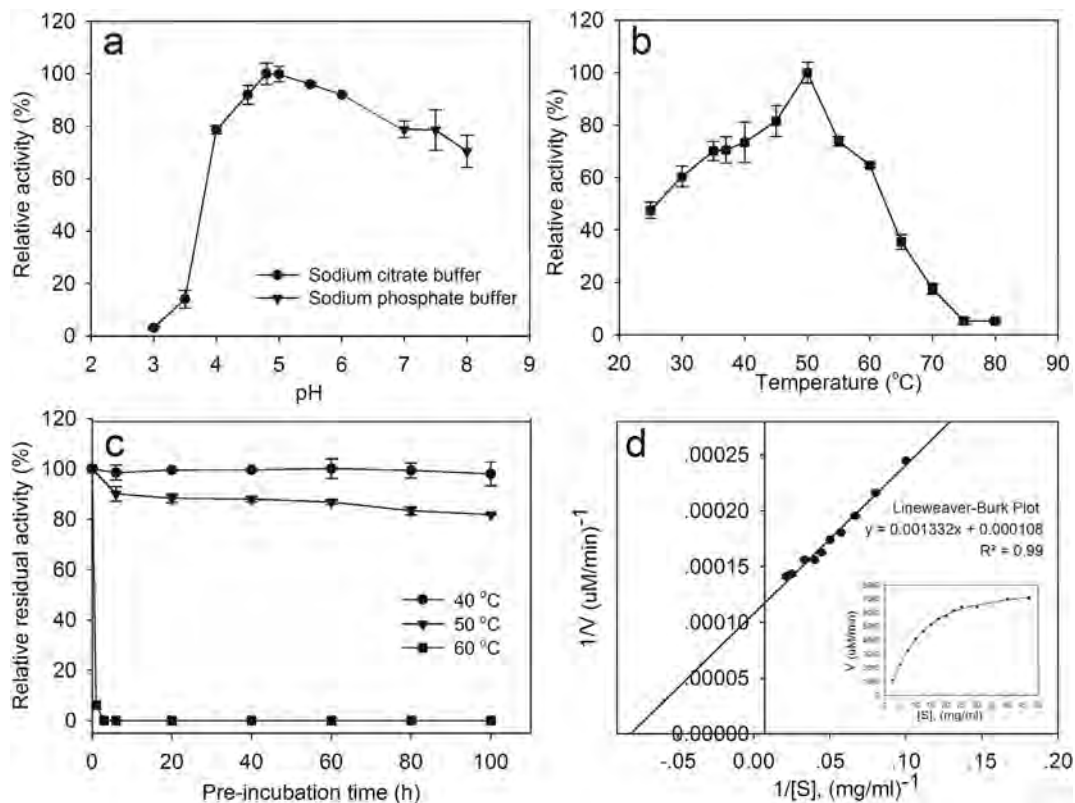 a
Relative activity (%)
120
100
80
60
40
20
0
Sodium citrate buffer
Sodium phosphate buffer
2 3 4 5 6 7 8 9
pH
b
Relative activity (%)
120
100
80
60
40
20
0
20 30 40 50 60 70 80 90
Temperature (°C)
c
Relative residual activity (%)
120
100
80
60
40
20
0
40 °C
50 °C
60 °C
0 20 40 60 80 100
Pre-incubation time (h)
d
1/V (uM/min)⁻¹
.00025
.00020
.00015
.00010
.00005
0.00000
Lineweaver-Burk Plot
y = 0.001332x + 0.000108
R² = 0.99
V (uM/min)
[S], (mg/ml)
-.05 0.00 .05 .10 .15 .20
1/[S], (mg/ml)⁻¹